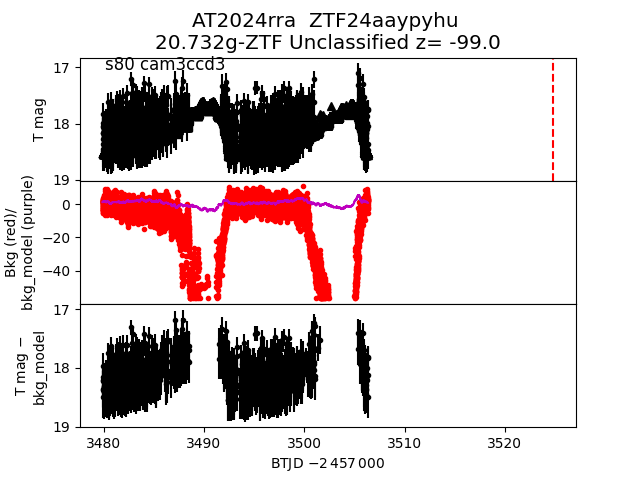 AT2024rra  ZTF24aaypyhu
20.732g-ZTF Unclassified z= -99.0
s80 cam3ccd3
17
18
19
T mag
0
−20
−40
Bkg (red)/
bkg_model (purple)
17
18
19
T mag −
bkg_model
3480
3490
3500
3510
3520
BTJD −2 457 000